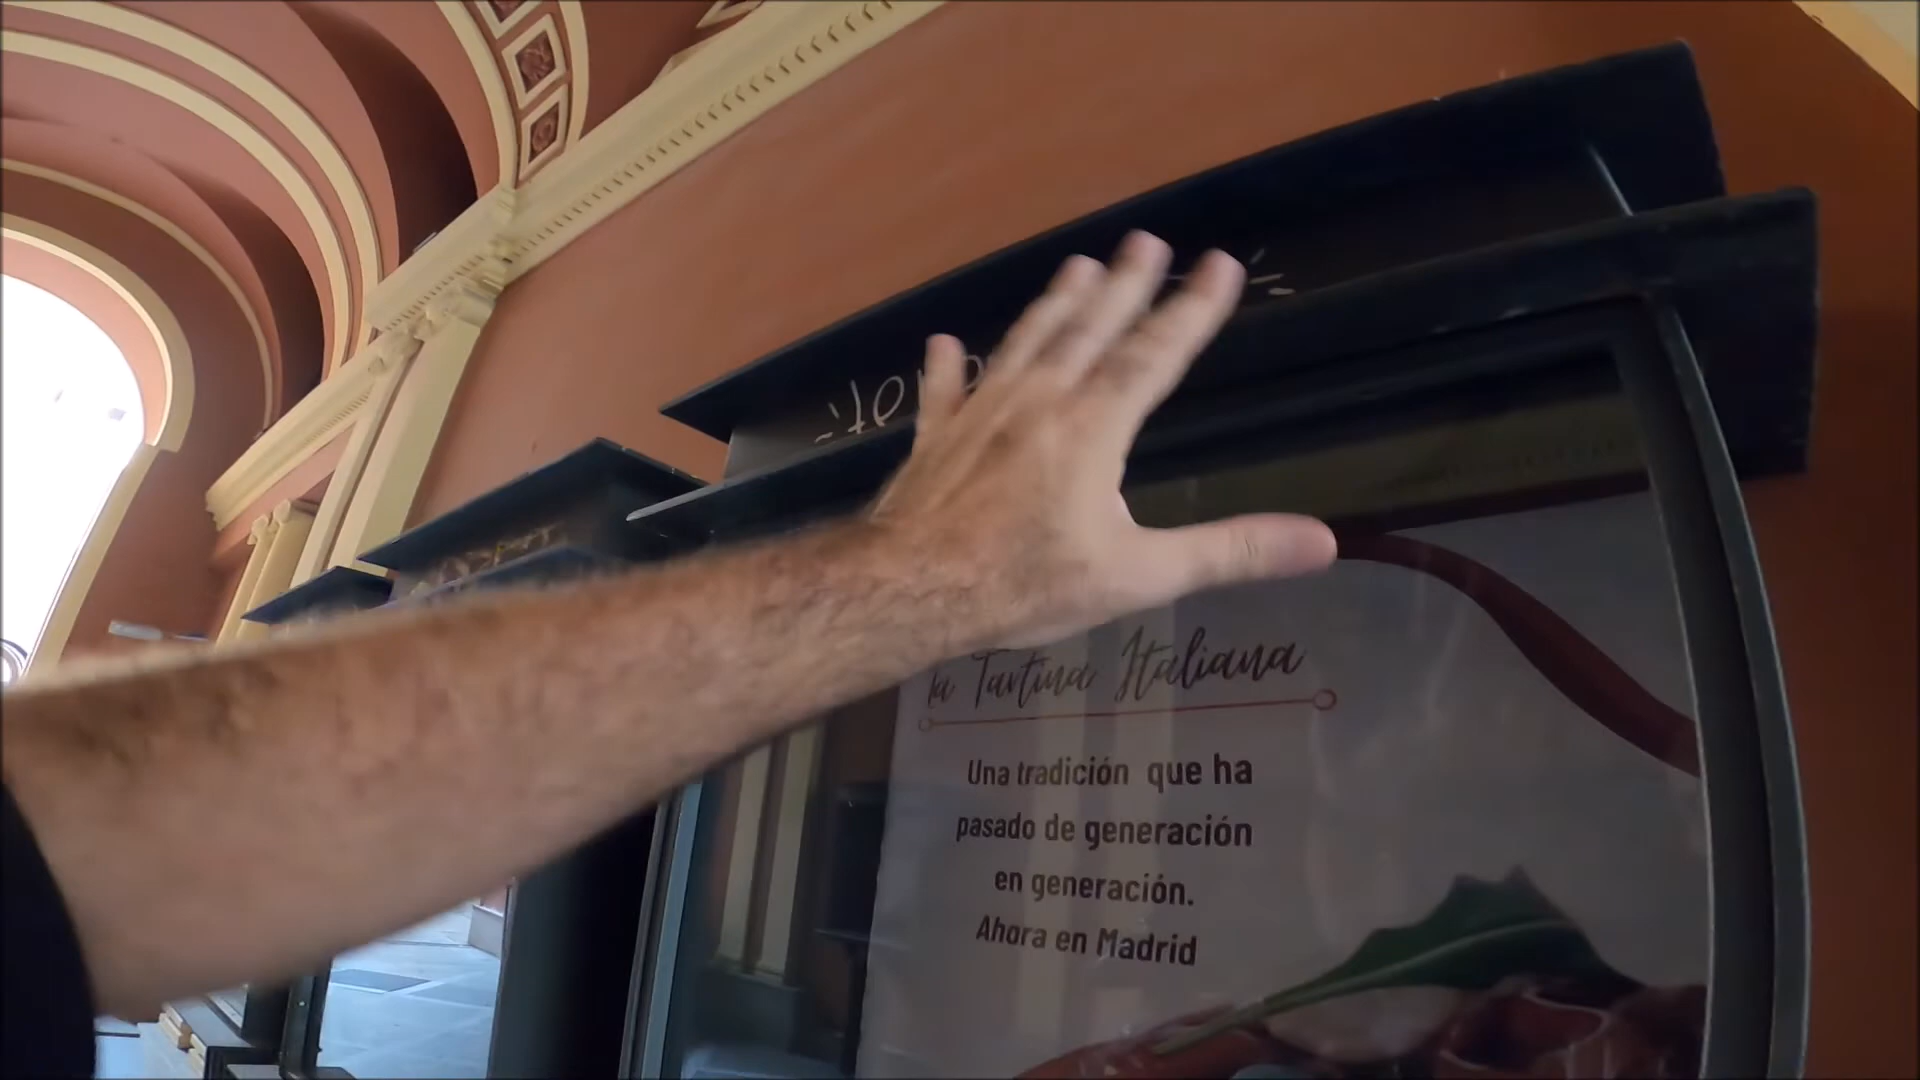 la Tartina Italiana
Una tradición que ha
pasado de generación
en generación.
Ahora en Madrid